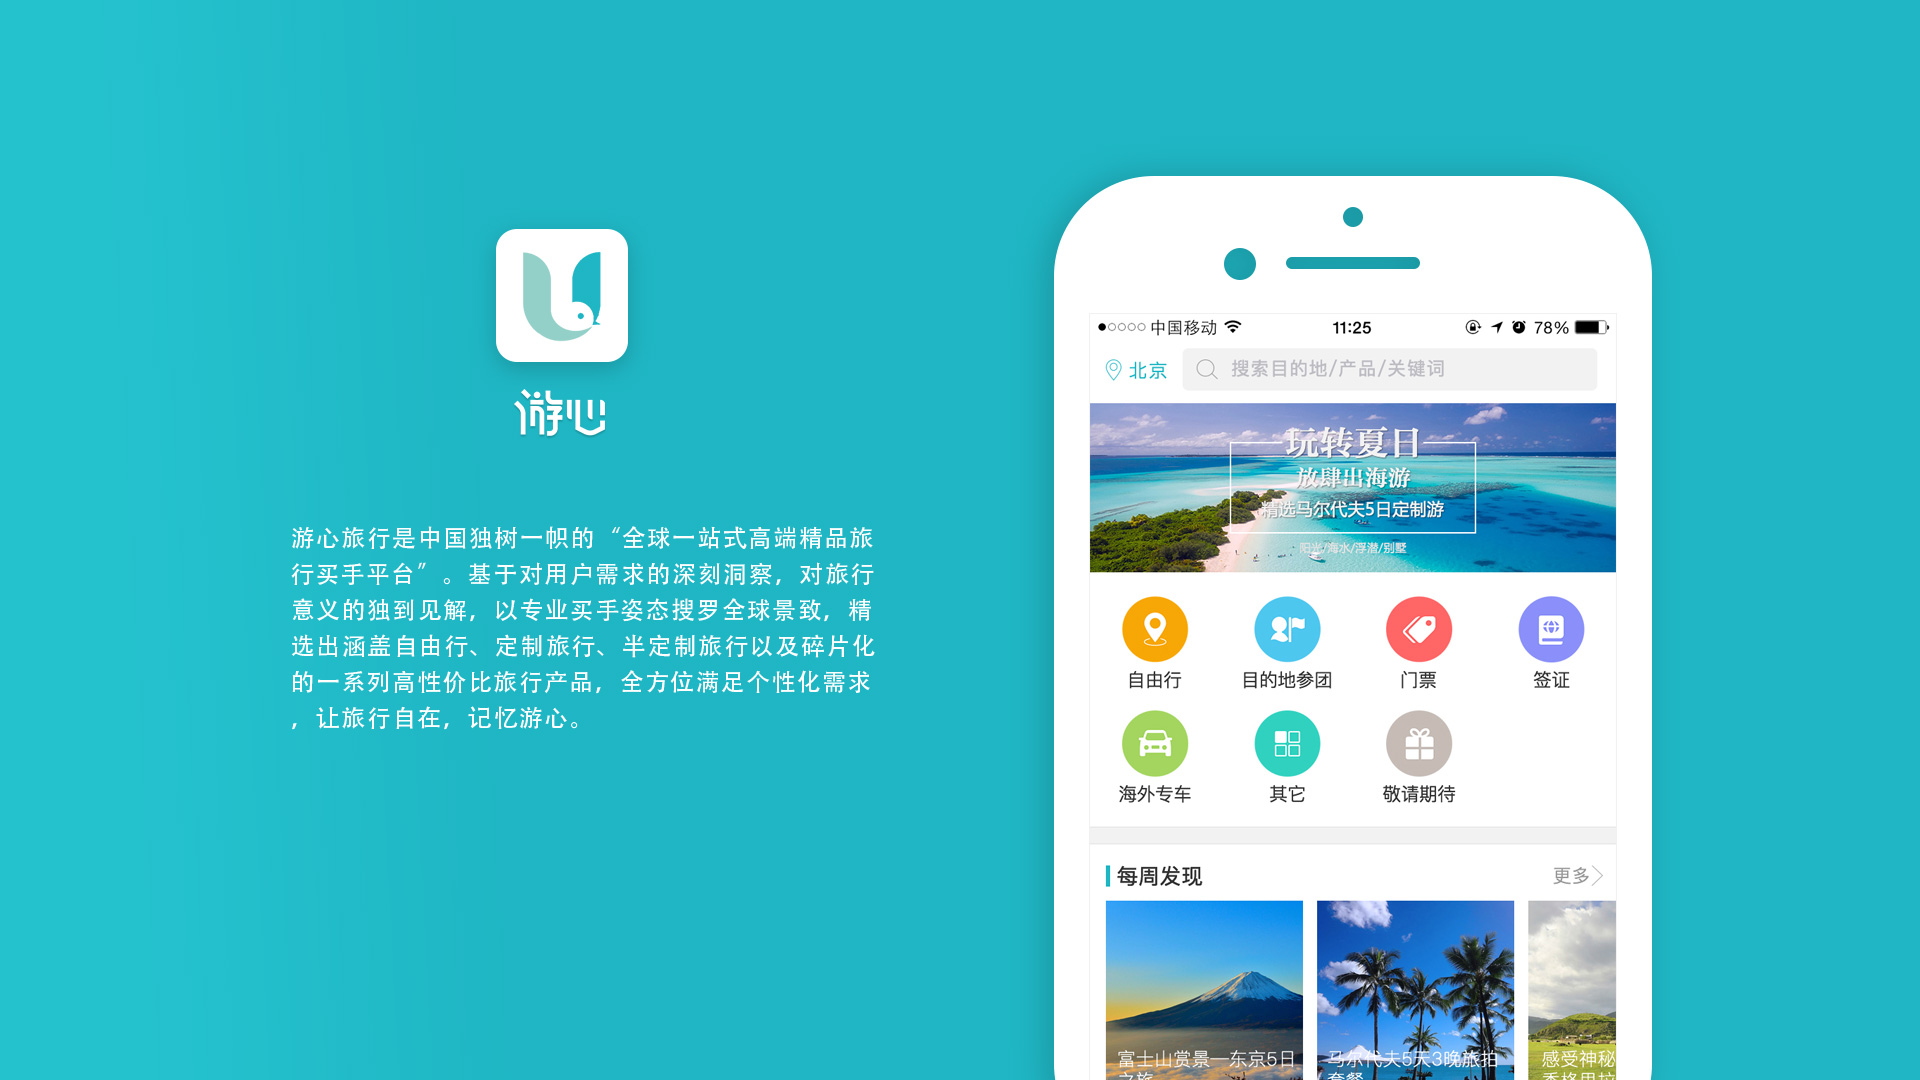 游心
游心旅行是中国独树一帜的“全球一站式高端精品旅
行买手平台”。基于对用户需求的深刻洞察，对旅行
意义的独到见解，以专业买手姿态搜罗全球景致，精
选出涵盖自由行、定制旅行、半定制旅行以及碎片化
的一系列高性价比旅行产品，全方位满足个性化需求
，让旅行自在，记忆游心。
中国移动 11:25 78%
北京 搜索目的地/产品/关键词
玩转夏日
放肆出海游
精选马尔代夫5日定制游
阳光/海水/浮潜/别墅
自由行 目的地参团 门票 签证
海外专车 其它 敬请期待
每周发现 更多
富士山赏景—东京5日
之旅
马尔代夫5天3晚旅拍
套餐
感受神秘
香格里拉